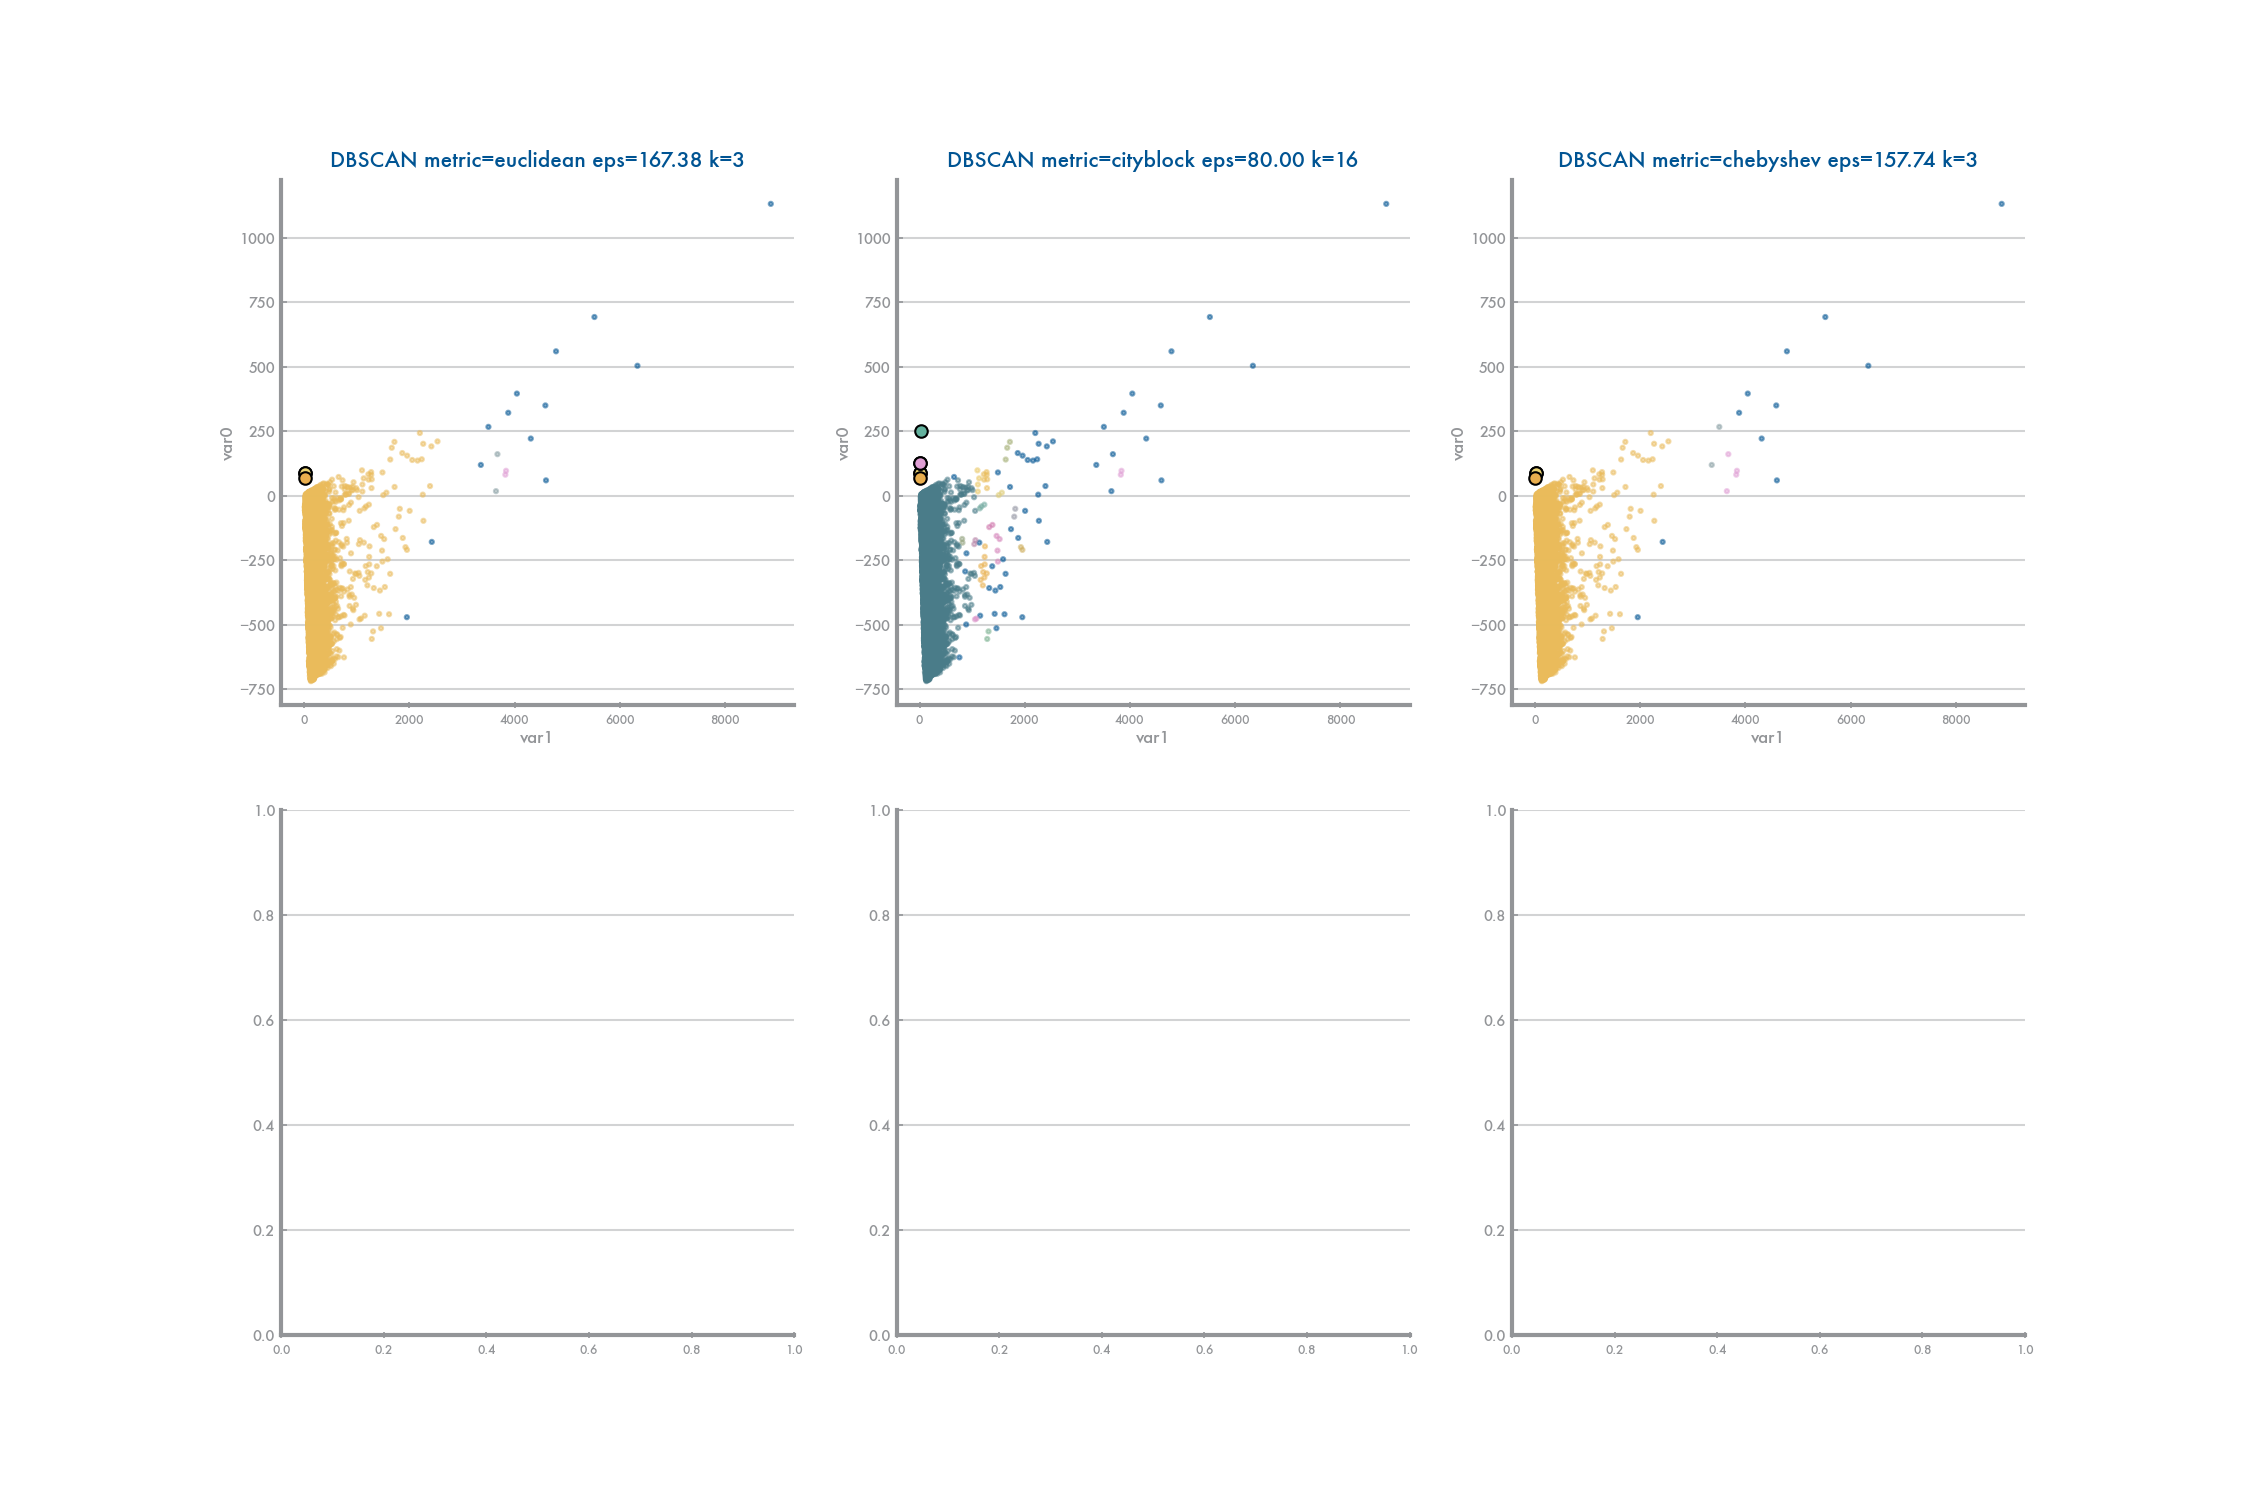 DBSCAN metric=euclidean eps=167.38 k=3
DBSCAN metric=cityblock eps=80.00 k=16
DBSCAN metric=chebyshev eps=157.74 k=3
1000
750
500
250
0
−250
−500
−750
var0
0 2000 4000 6000 8000
var1
1000
750
500
250
0
−250
−500
−750
var0
0 2000 4000 6000 8000
var1
1000
750
500
250
0
−250
−500
−750
var0
0 2000 4000 6000 8000
var1
1.0
0.8
0.6
0.4
0.2
0.0
0.0 0.2 0.4 0.6 0.8 1.0
1.0
0.8
0.6
0.4
0.2
0.0
0.0 0.2 0.4 0.6 0.8 1.0
1.0
0.8
0.6
0.4
0.2
0.0
0.0 0.2 0.4 0.6 0.8 1.0